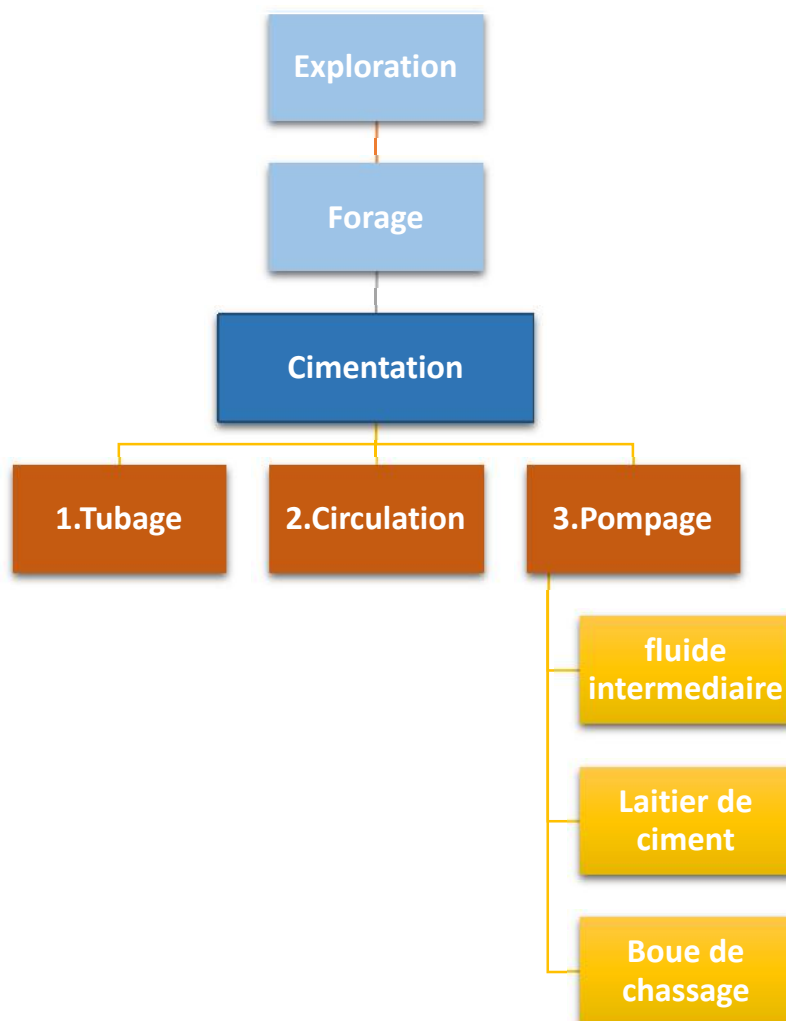 Exploration
Forage
Cimentation
1.Tubage
2.Circulation
3.Pompage
fluide
intermediaire
Laitier de
ciment
Boue de
chassage